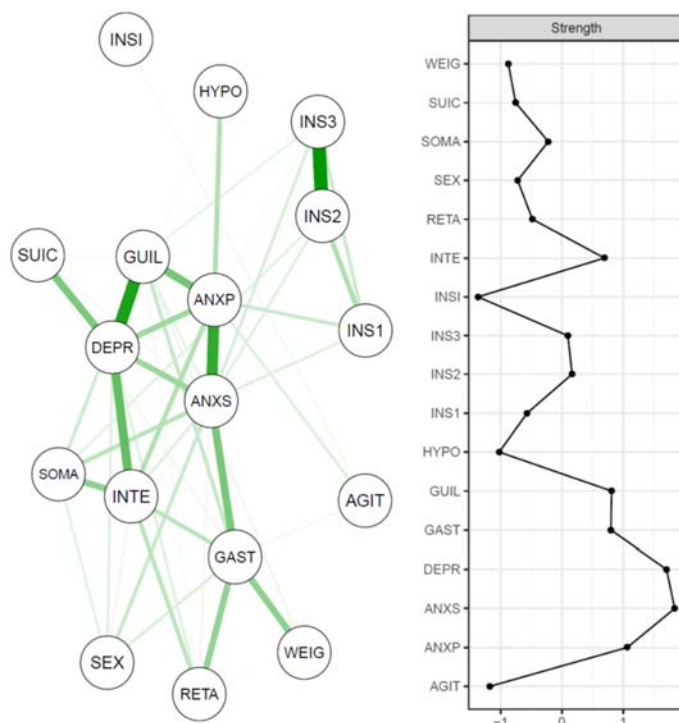 INSI
HYPO
INS3
INS2
SUIC
GUIL
ANXP
INS1
DEPR
ANXS
SOMA
INTE
AGIT
GAST
SEX
WEIG
RETA
Strength
WEIG
SUIC
SOMA
SEX
RETA
INTE
INSI
INS3
INS2
INS1
HYPO
GUIL
GAST
DEPR
ANXS
ANXP
AGIT
−1 0 1